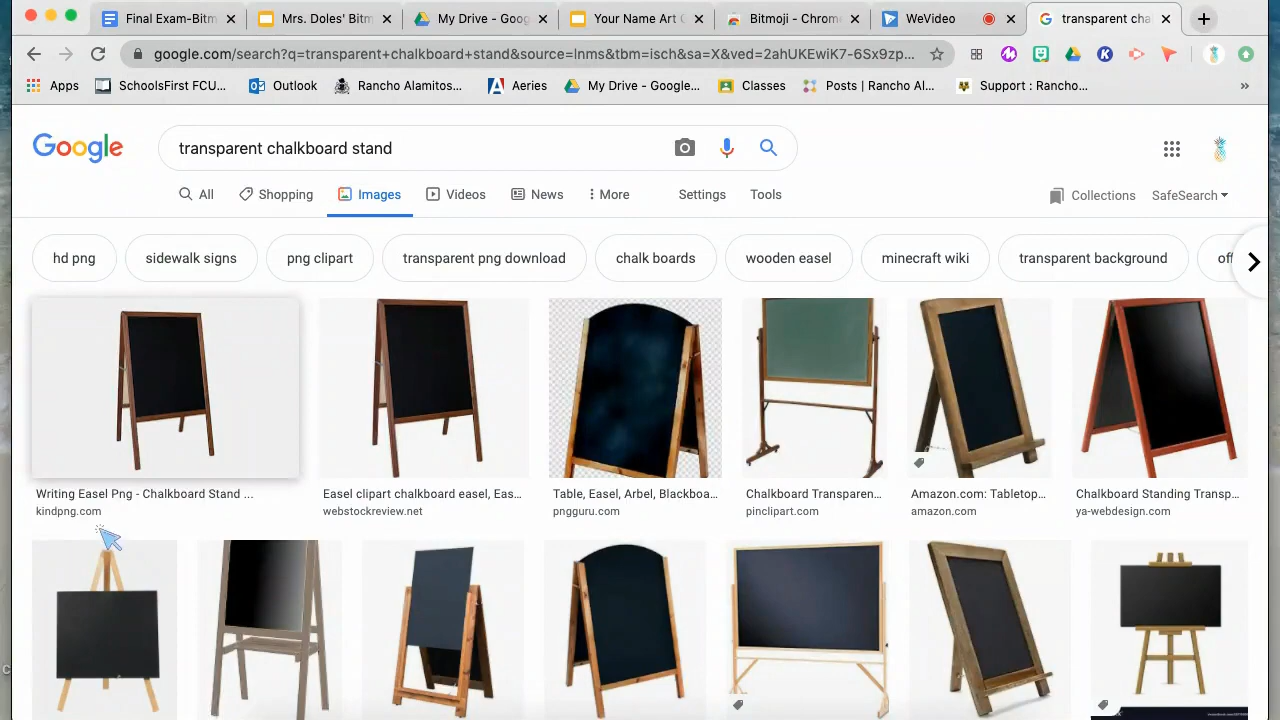 Final Exam-Bitm
Mrs. Doles' Bitm
My Drive - Goog
Your Name Art C
Bitmoji - Chrome
WeVideo
transparent cha
google.com/search?q=transparent+chalkboard+stand&source=lnms&tbm=isch&sa=X&ved=2ahUKEwiK7-6Sx9zp...
Apps
SchoolsFirst FCU...
Outlook
Rancho Alamitos...
Aeries
My Drive - Google...
Classes
Posts | Rancho Al...
Support : Rancho...
»
Google
transparent chalkboard stand
All
Shopping
Images
Videos
News
More
Settings
Tools
Collections
SafeSearch
hd png
sidewalk signs
png clipart
transparent png download
chalk boards
wooden easel
minecraft wiki
transparent background
off
Writing Easel Png - Chalkboard Stand ...
kindpng.com
Easel clipart chalkboard easel, Eas...
webstockreview.net
Table, Easel, Arbel, Blackboa...
pngguru.com
Chalkboard Transparen...
pinclipart.com
Amazon.com: Tabletop...
amazon.com
Chalkboard Standing Transp...
ya-webdesign.com